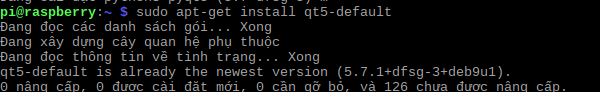 pi@raspberry:~ $ sudo apt-get install qt5-default
Đang đọc các danh sách gói... Xong
Đang xây dựng cây quan hệ phụ thuộc
Đang đọc thông tin về tình trạng... Xong
qt5-default is already the newest version (5.7.1+dfsg-3+deb9u1).
0 nâng cấp, 0 được cài đặt mới, 0 cần gỡ bỏ, và 126 chưa được nâng cấp.